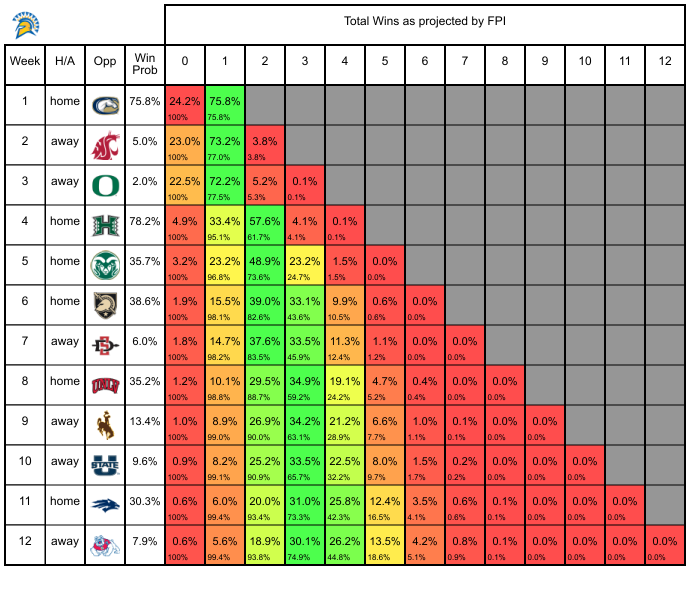 Total Wins as projected by FPI
Week H/A Opp Win Prob 0 1 2 3 4 5 6 7 8 9 10 11 12
1 home C 75.8% 24.2% 75.8%
100% 75.8%
2 away 5.0% 23.0% 73.2% 3.8%
100% 77.0% 3.8%
3 away O 2.0% 22.5% 72.2% 5.2% 0.1%
100% 77.5% 5.3% 0.1%
4 home H 78.2% 4.9% 33.4% 57.6% 4.1% 0.1%
100% 95.1% 61.7% 4.1% 0.1%
5 home 35.7% 3.2% 23.2% 48.9% 23.2% 1.5% 0.0%
100% 96.8% 73.6% 24.7% 1.5% 0.0%
6 home 38.6% 1.9% 15.5% 39.0% 33.1% 9.9% 0.6% 0.0%
100% 98.1% 82.6% 43.6% 10.5% 0.6% 0.0%
7 away SD 6.0% 1.8% 14.7% 37.6% 33.5% 11.3% 1.1% 0.0% 0.0%
100% 98.2% 83.5% 45.9% 12.4% 1.2% 0.0% 0.0%
8 home UNLV 35.2% 1.2% 10.1% 29.5% 34.9% 19.1% 4.7% 0.4% 0.0% 0.0%
100% 98.8% 88.7% 59.2% 24.2% 5.2% 0.4% 0.0% 0.0%
9 away 13.4% 1.0% 8.9% 26.9% 34.2% 21.2% 6.6% 1.0% 0.1% 0.0% 0.0%
100% 99.0% 90.0% 63.1% 28.9% 7.7% 1.1% 0.1% 0.0% 0.0%
10 away U STATE 9.6% 0.9% 8.2% 25.2% 33.5% 22.5% 8.0% 1.5% 0.2% 0.0% 0.0% 0.0%
100% 99.1% 90.9% 65.7% 32.2% 9.7% 1.7% 0.2% 0.0% 0.0% 0.0%
11 home 30.3% 0.6% 6.0% 20.0% 31.0% 25.8% 12.4% 3.5% 0.6% 0.1% 0.0% 0.0% 0.0%
100% 99.4% 93.4% 73.3% 42.3% 16.5% 4.1% 0.6% 0.1% 0.0% 0.0% 0.0%
12 away 7.9% 0.6% 5.6% 18.9% 30.1% 26.2% 13.5% 4.2% 0.8% 0.1% 0.0% 0.0% 0.0% 0.0%
100% 99.4% 93.8% 74.9% 44.8% 18.6% 5.1% 0.9% 0.1% 0.0% 0.0% 0.0% 0.0%